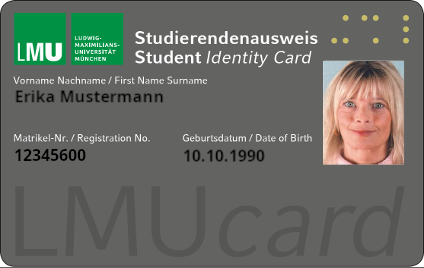 LMU
LUDWIG-
MAXIMILIANS-
UNIVERSITÄT
MÜNCHEN
Studierendenausweis
Student Identity Card
Vorname Nachname / First Name Surname
Erika Mustermann
Matrikel-Nr. / Registration No.
Geburtsdatum / Date of Birth
12345600
10.10.1990
LMUcard